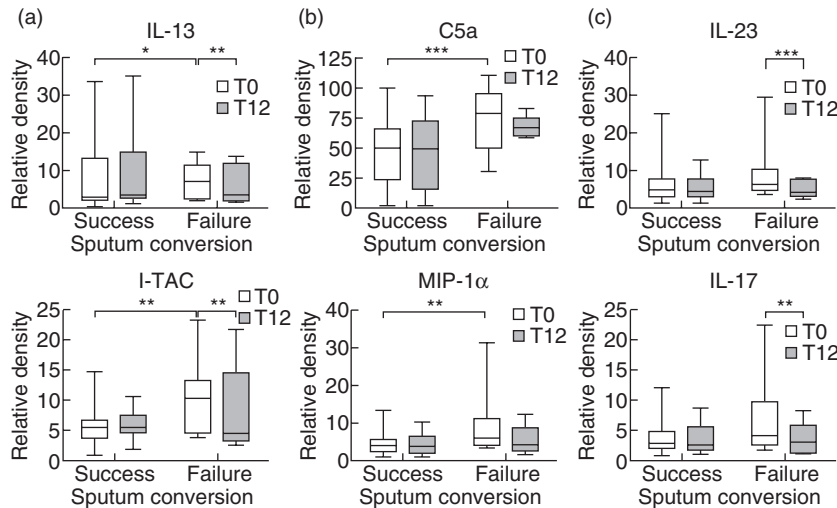 (a)
IL-13
Relative density
40
30
20
10
0
*
**
T0
T12
Success
Failure
Sputum conversion
(b)
C5a
Relative density
125
100
75
50
25
0
***
T0
T12
Success
Failure
Sputum conversion
(c)
IL-23
Relative density
40
30
20
10
0
***
T0
T12
Success
Failure
Sputum conversion
I-TAC
Relative density
25
20
15
10
5
0
**
**
T0
T12
Success
Failure
Sputum conversion
MIP-1α
Relative density
40
30
20
10
0
**
T0
T12
Success
Failure
Sputum conversion
IL-17
Relative density
25
20
15
10
5
0
**
T0
T12
Success
Failure
Sputum conversion